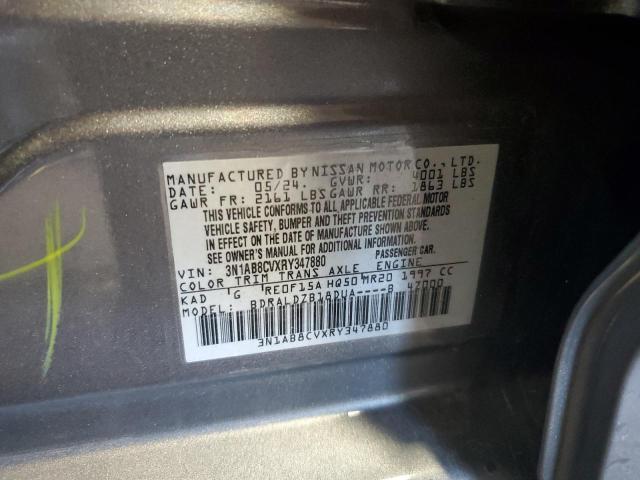 MANUFACTURED BY NISSAN MOTOR CO., LTD.
DATE: 05/24. GVWR: 4001 LBS
GAWR FR: 2161 LBS GAWR RR: 1863 LBS
THIS VEHICLE CONFORMS TO ALL APPLICABLE FEDERAL MOTOR
VEHICLE SAFETY, BUMPER AND THEFT PREVENTION STANDARDS
IN EFFECT ON THE DATE OF MANUFACTURE SHOWN ABOVE.
SEE OWNER'S MANUAL FOR ADDITIONAL INFORMATION.
VIN: 3N1AB8CVXRY347880 PASSENGER CAR.
COLOR TRIM TRANS AXLE ENGINE
KAD G RE0F15A HQ50 MR20 1997 CC
MODEL: BDRALDZB18DUA----B 47000
3N1AB8CVXRY347880